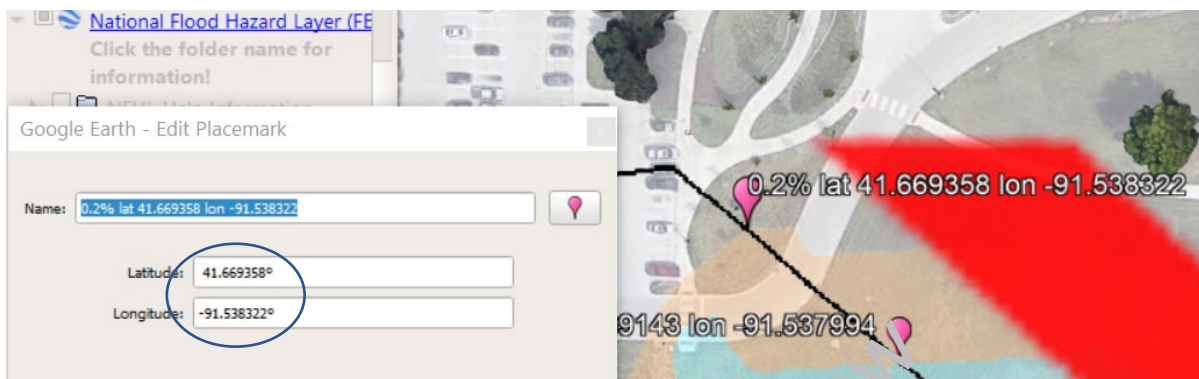 National Flood Hazard Layer (FE
Click the folder name for
information!
Google Earth - Edit Placemark
Name: 0.2% lat 41.669358 lon -91.538322
Latitude: 41.669358º
Longitude: -91.538322º
0.2% lat 41.669358 lon -91.538322
9143 lon -91.537994